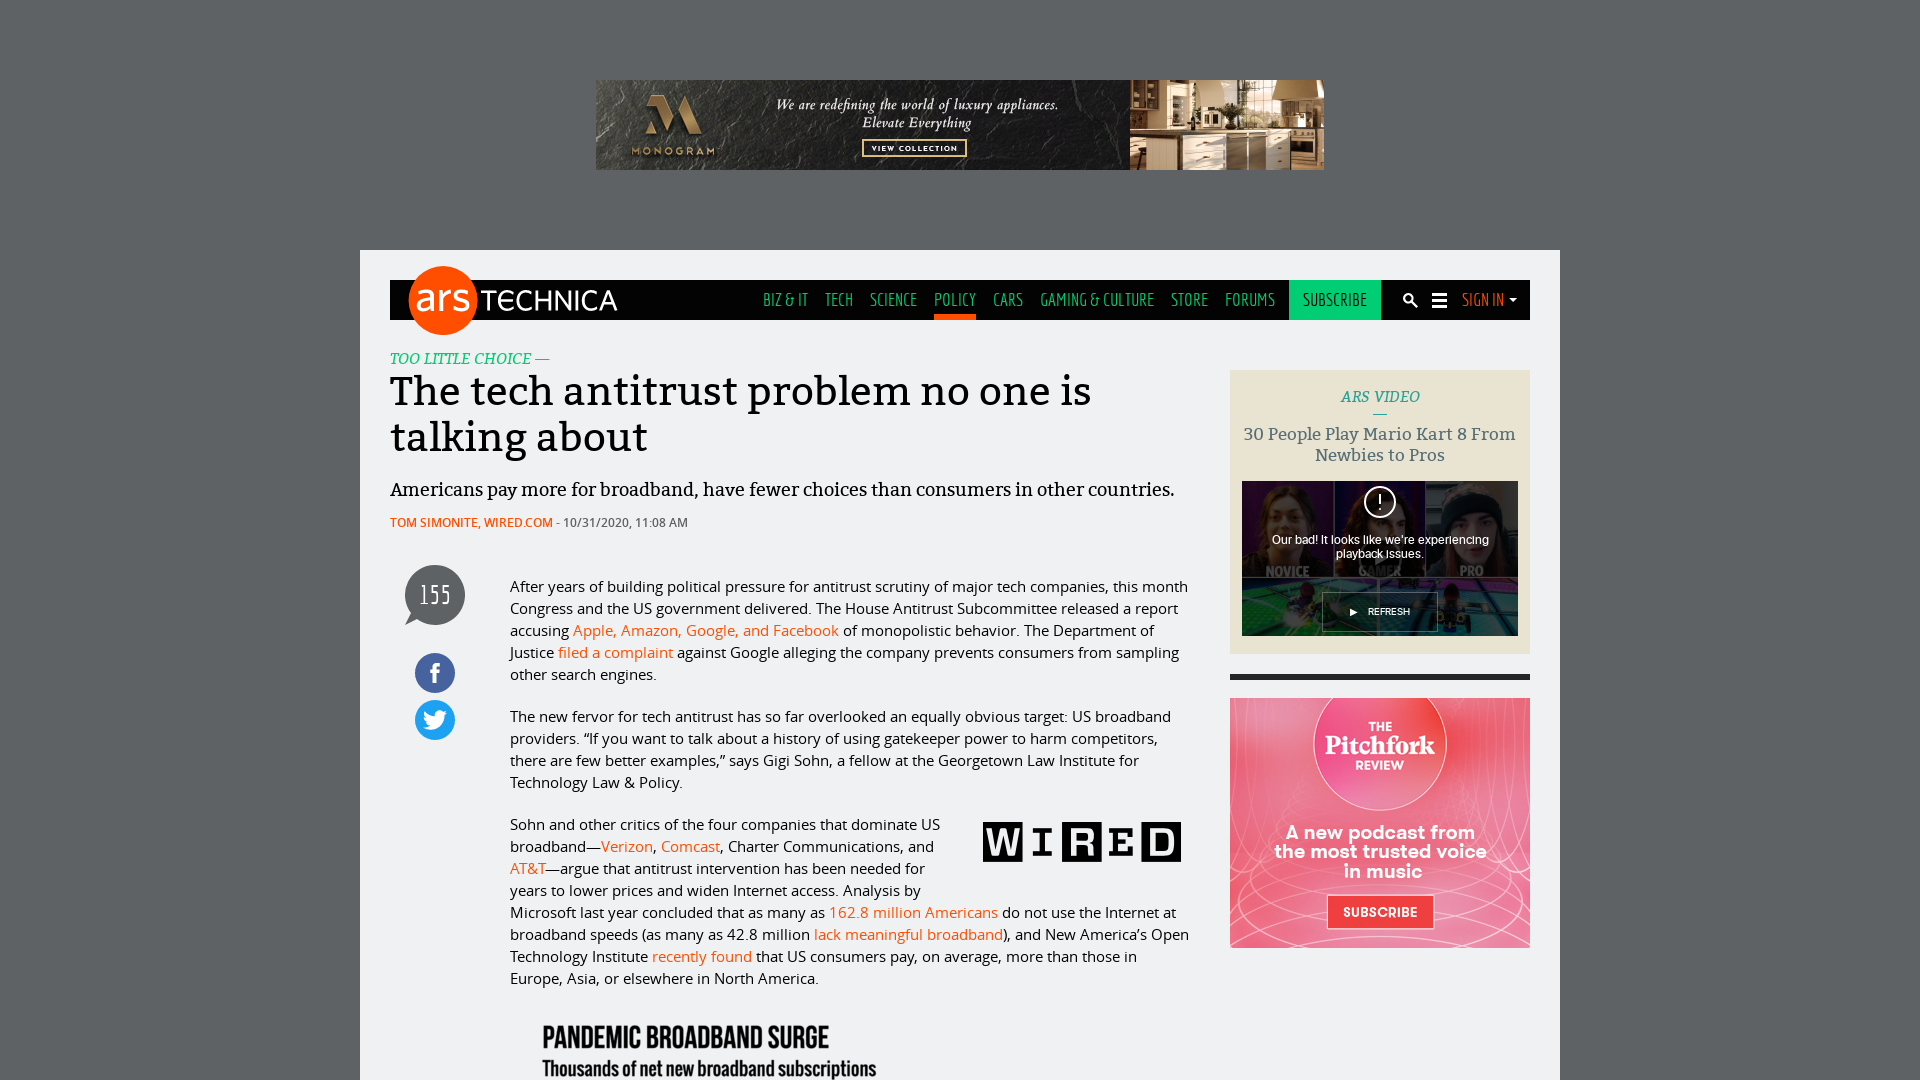 We are redefining the world of luxury appliances.
Elevate Everything
MONOGRAM
VIEW COLLECTION
ars TECHNICA
BIZ & IT TECH SCIENCE POLICY CARS GAMING & CULTURE STORE FORUMS SUBSCRIBE SIGN IN
TOO LITTLE CHOICE —
The tech antitrust problem no one is
talking about
Americans pay more for broadband, have fewer choices than consumers in other countries.
TOM SIMONITE, WIRED.COM - 10/31/2020, 11:08 AM
155
f
After years of building political pressure for antitrust scrutiny of major tech companies, this month
Congress and the US government delivered. The House Antitrust Subcommittee released a report
accusing Apple, Amazon, Google, and Facebook of monopolistic behavior. The Department of
Justice filed a complaint against Google alleging the company prevents consumers from sampling
other search engines.
The new fervor for tech antitrust has so far overlooked an equally obvious target: US broadband
providers. “If you want to talk about a history of using gatekeeper power to harm competitors,
there are few better examples,” says Gigi Sohn, a fellow at the Georgetown Law Institute for
Technology Law & Policy.
Sohn and other critics of the four companies that dominate US
broadband—Verizon, Comcast, Charter Communications, and
AT&T—argue that antitrust intervention has been needed for
years to lower prices and widen Internet access. Analysis by
Microsoft last year concluded that as many as 162.8 million Americans do not use the Internet at
broadband speeds (as many as 42.8 million lack meaningful broadband), and New America’s Open
Technology Institute recently found that US consumers pay, on average, more than those in
Europe, Asia, or elsewhere in North America.
WIRED
PANDEMIC BROADBAND SURGE
Thousands of net new broadband subscriptions
ARS VIDEO
—
30 People Play Mario Kart 8 From
Newbies to Pros
!
Our bad! It looks like we're experiencing
playback issues.
NOVICE GAMER PRO
REFRESH
THE
Pitchfork
REVIEW
A new podcast from
the most trusted voice
in music
SUBSCRIBE